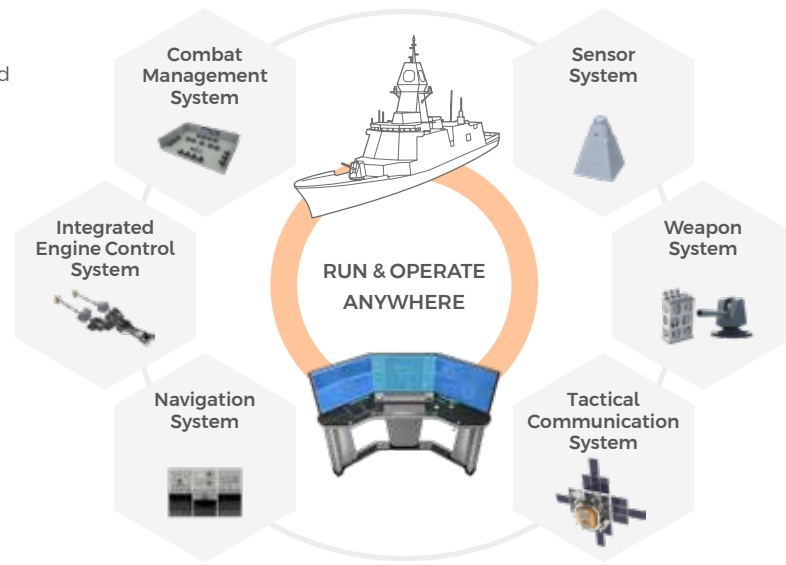 Combat
Management
System
Sensor
System
d
Integrated
Engine Control
System
RUN & OPERATE
ANYWHERE
Weapon
System
Navigation
System
Tactical
Communication
System